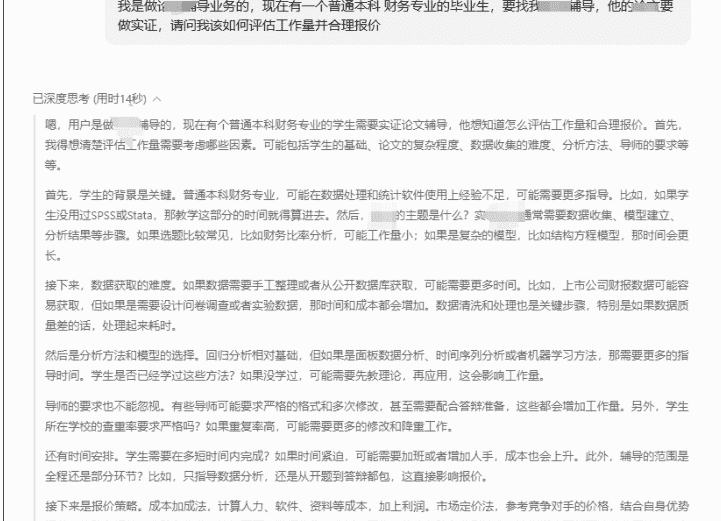 我是做导业务的，现在有一个普通本科 财务专业的毕业生，要找我辅导，他的要
做实证，请问我该如何评估工作量并合理报价
已深度思考 (用时14秒)
嗯，用户是做辅导的，现在有个普通本科财务专业的学生需要实证论文辅导，他想知道怎么评估工作量和合理报价。首先，
我得想清楚评估工作量需要考虑哪些因素。可能包括学生的基础、论文的复杂程度、数据收集的难度、分析方法、导师的要求等
等。
首先，学生的背景是关键。普通本科财务专业，可能在数据处理和统计软件使用上经验不足，可能需要更多指导。比如，如果学
生没用过SPSS或Stata，那教学这部分的时间就得算进去。然后，的主题是什么？实通常需要数据收集、模型建立、
分析结果等步骤。如果选题比较常见，比如财务比率分析，可能工作量小；如果是复杂的模型，比如结构方程模型，那时间会更
长。
接下来，数据获取的难度。如果数据需要手工整理或者从公开数据库获取，可能需要更多时间。比如，上市公司财报数据可能容
易获取，但如果是需要设计问卷调查或者实验数据，那时间和成本都会增加。数据清洗和处理也是关键步骤，特别是如果数据质
量差的话，处理起来耗时。
然后是分析方法和模型的选择。回归分析相对基础，但如果是面板数据分析、时间序列分析或者机器学习方法，那需要更多的指
导时间。学生是否已经学过这些方法？如果没学过，可能需要先教理论，再应用，这会影响工作量。
导师的要求也不能忽视。有些导师可能要求严格的格式和多次修改，甚至需要配合答辩准备，这些都会增加工作量。另外，学生
所在学校的查重率要求严格吗？如果重复率高，可能需要更多的修改和降重工作。
还有时间安排。学生需要在多短时间内完成？如果时间紧迫，可能需要加班或者增加人手，成本也会上升。此外，辅导的范围是
全程还是部分环节？比如，只指导数据分析，还是从开题到答辩都包，这直接影响报价。
接下来是报价策略。成本加成法，计算人力、软件、资料等成本，加上利润。市场定价法，参考竞争对手的价格，结合自身优势